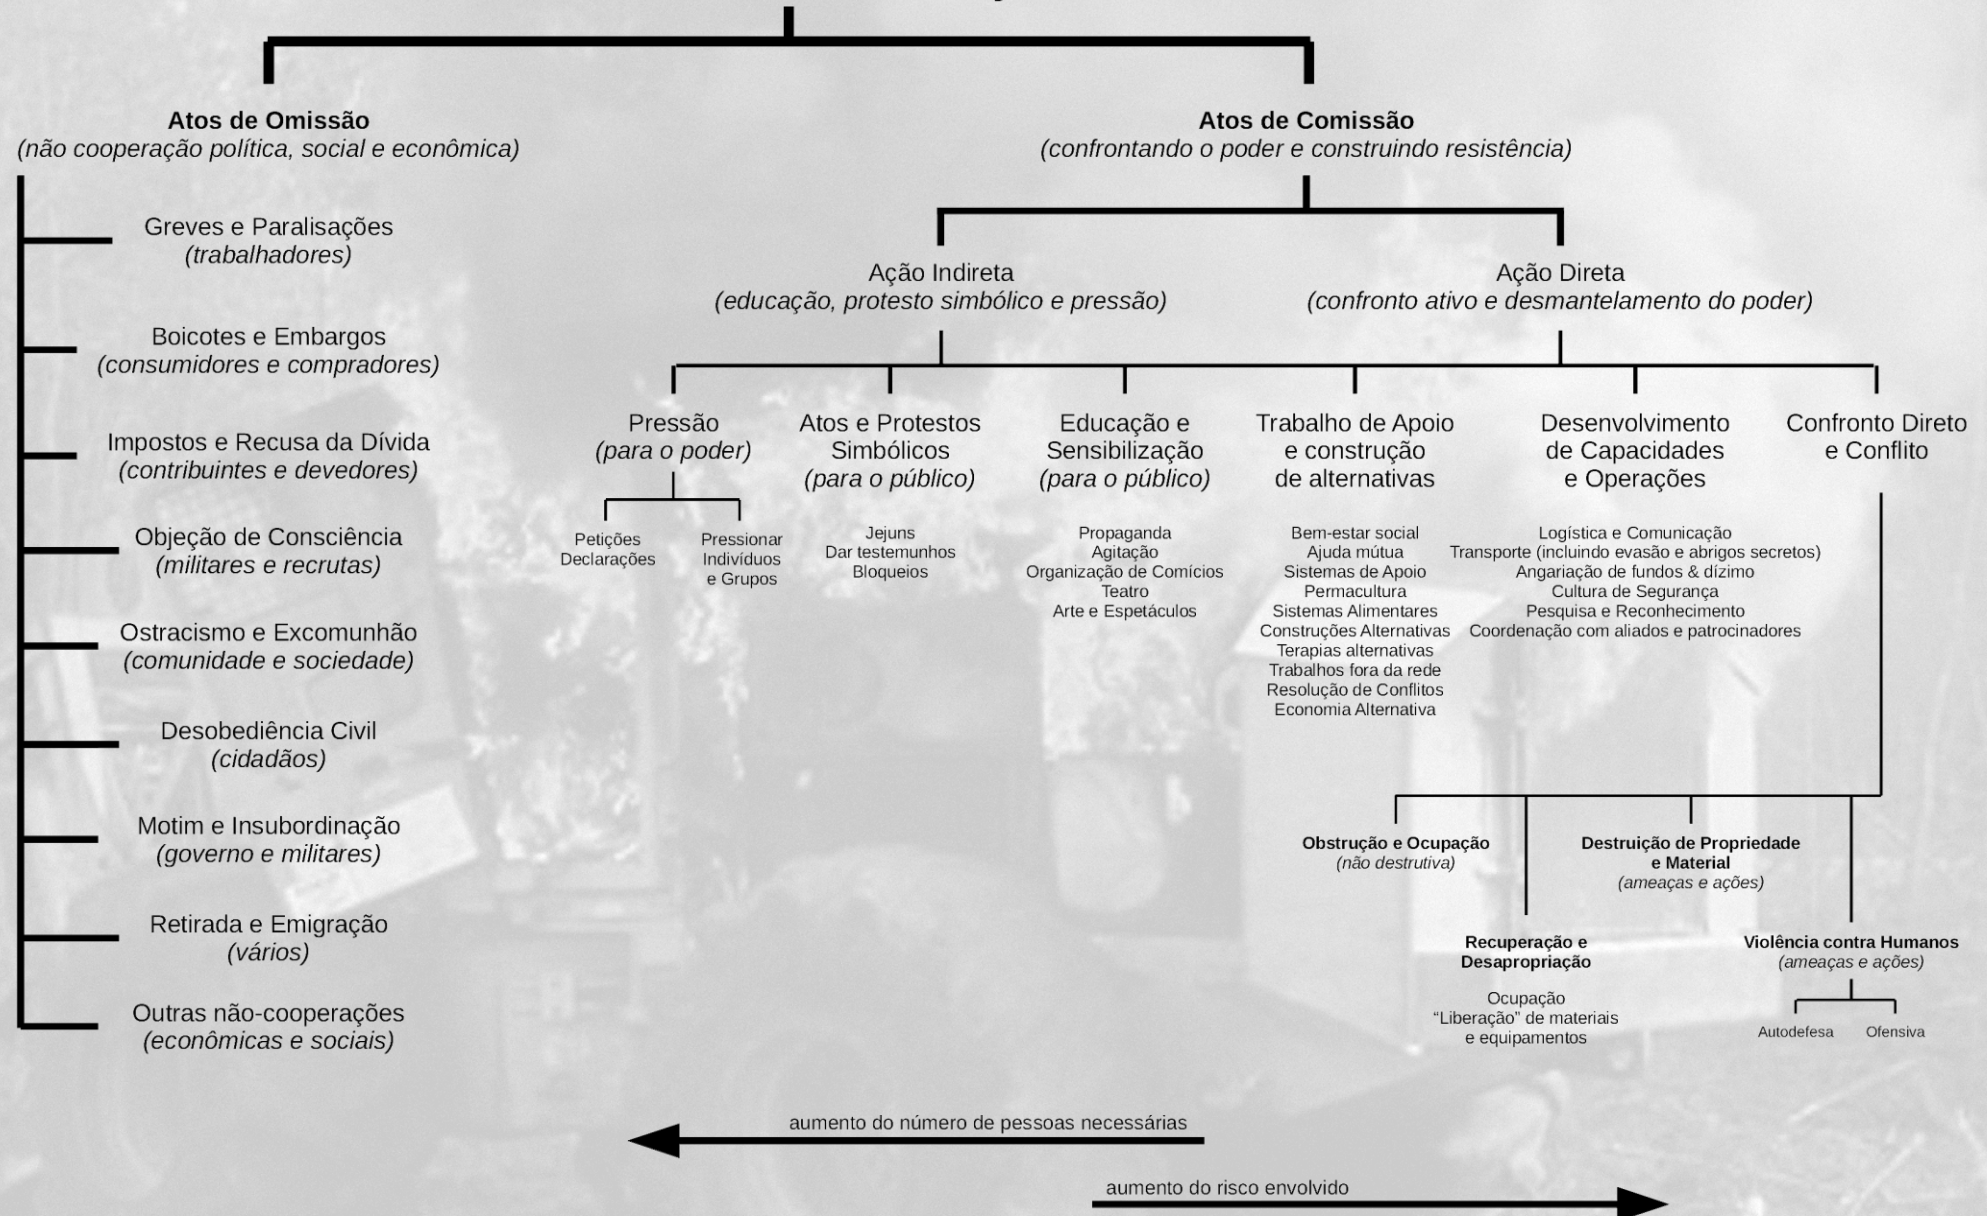 Atos de Omissão
(não cooperação política, social e econômica)
Greves e Paralisações
(trabalhadores)
Boicotes e Embargos
(consumidores e compradores)
Impostos e Recusa da Dívida
(contribuintes e devedores)
Objeção de Consciência
(militares e recrutas)
Ostracismo e Excomunhão
(comunidade e sociedade)
Desobediência Civil
(cidadãos)
Motim e Insubordinação
(governo e militares)
Retirada e Emigração
(vários)
Outras não-cooperações
(econômicas e sociais)
Atos de Comissão
(confrontando o poder e construindo resistência)
Ação Indireta
(educação, protesto simbólico e pressão)
Ação Direta
(confronto ativo e desmantelamento do poder)
Pressão
(para o poder)
Petições
Declarações
Pressionar
Indivíduos
e Grupos
Atos e Protestos
Simbólicos
(para o público)
Jejuns
Dar testemunhos
Bloqueios
Educação e
Sensibilização
(para o público)
Propaganda
Agitação
Organização de Comícios
Teatro
Arte e Espetáculos
Trabalho de Apoio
e construção
de alternativas
Bem-estar social
Ajuda mútua
Sistemas de Apoio
Permacultura
Sistemas Alimentares
Construções Alternativas
Terapias alternativas
Trabalhos fora da rede
Resolução de Conflitos
Economia Alternativa
Desenvolvimento
de Capacidades
e Operações
Logística e Comunicação
Transporte (incluindo evasão e abrigos secretos)
Angariação de fundos & dízimo
Cultura de Segurança
Pesquisa e Reconhecimento
Coordenação com aliados e patrocinadores
Confronto Direto
e Conflito
Obstrução e Ocupação
(não destrutiva)
Recuperação e
Desapropriação
Ocupação
“Liberação” de materiais
e equipamentos
Destruição de Propriedade
e Material
(ameaças e ações)
Violência contra Humanos
(ameaças e ações)
Autodefesa
Ofensiva
aumento do número de pessoas necessárias
aumento do risco envolvido